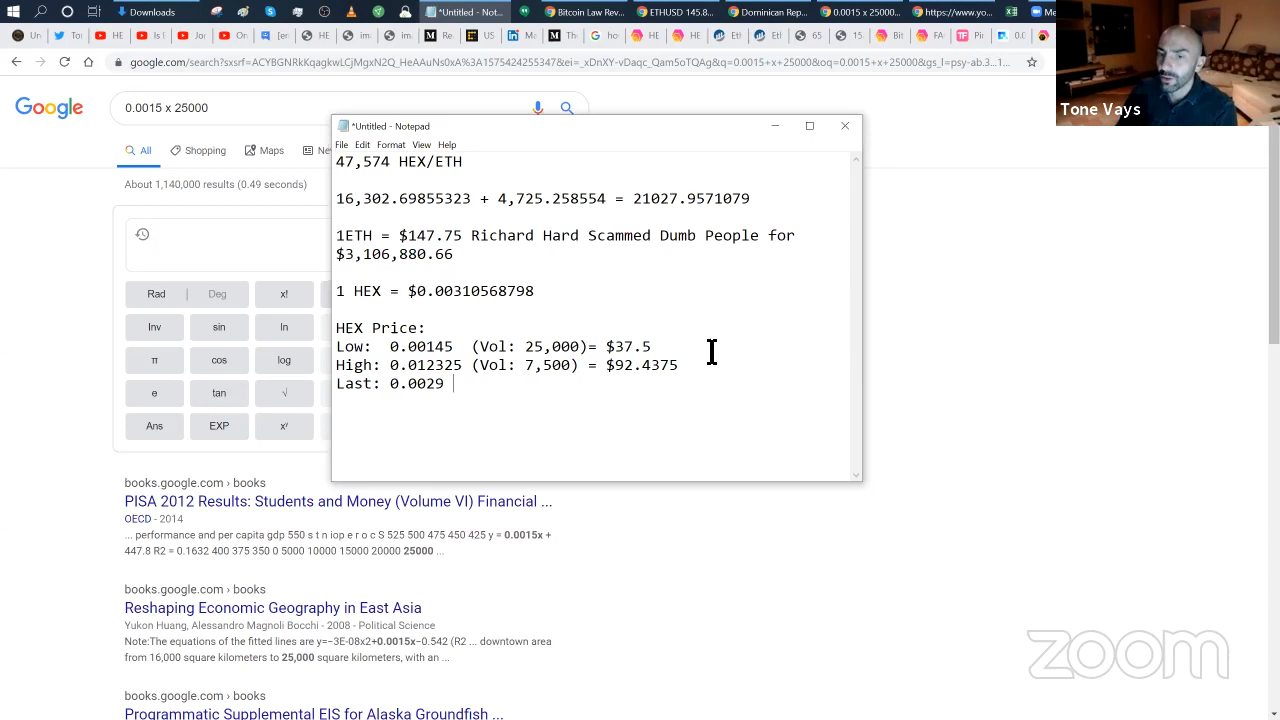 Downloads
*Untitled - Not...
Bitcoin Law Rev
ETHUSD 145.8
Dominican Rep
0.0015 x 25000
https://www.yo
Me
google.com/search?sxsrf=ACYBGNRkKqagkwLCjMgxN2Q_HeAAuNs0xA%3A1575424255347&ei=_xDnXY-vDaqc_Qam5oTQAg&q=0.0015+x+25000&oq=0.0015+x+25000&gs_l=psy-ab.3...
Google
0.0015 x 25000
All
Shopping
Maps
About 1,140,000 results (0.49 seconds)
Rad
Deg
x!
Inv
sin
ln
π
cos
log
e
tan
√
Ans
EXP
*Untitled - Notepad
File Edit Format View Help
47,574 HEX/ETH
16,302.69855323 + 4,725.258554 = 21027.9571079
1ETH = $147.75 Richard Hard Scammed Dumb People for
$3,106,880.66
1 HEX = $0.00310568798
HEX Price:
Low: 0.00145 (Vol: 25,000)= $37.5
High: 0.012325 (Vol: 7,500) = $92.4375
Last: 0.0029
books.google.com › books
PISA 2012 Results: Students and Money (Volume VI) Financial ...
OECD - 2014
... performance and per capita gdp 550 s t n iop e r o c S 525 500 475 450 425 y = 0.0015x +
447.8 R2 = 0.1632 400 375 350 0 5000 10000 15000 20000 25000 ...
books.google.com › books
Reshaping Economic Geography in East Asia
Yukon Huang, Alessandro Magnoli Bocchi - 2008 - Political Science
Note:The equations of the fitted lines are y=−3E-08x2+0.0015x−0.542 (R2 ... downtown area
from 16,000 square kilometers to 25,000 square kilometers, with an ...
books.google.com › books
Programmatic Supplemental EIS for Alaska Groundfish ...
Tone Vays
zoom